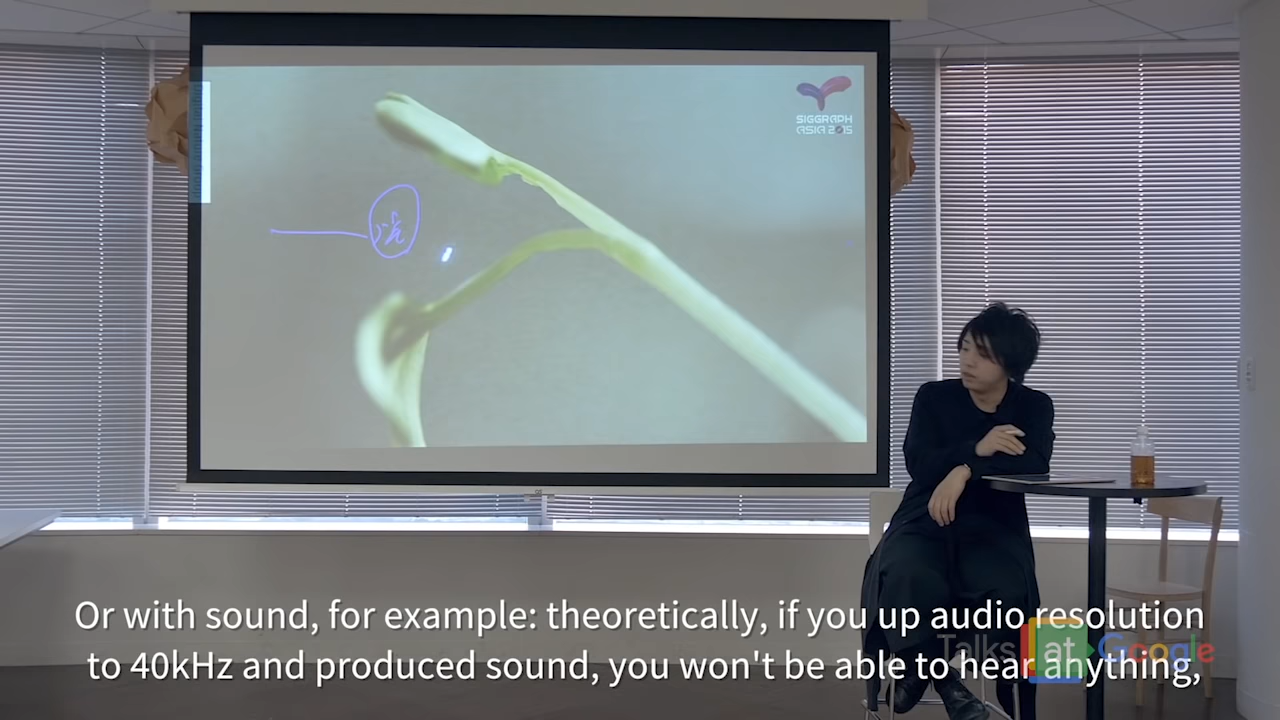 SIGGRAPH
ASIA 2015
Or with sound, for example: theoretically, if you up audio resolution
to 40kHz and produced sound, you won't be able to hear anything,
Talks at Google